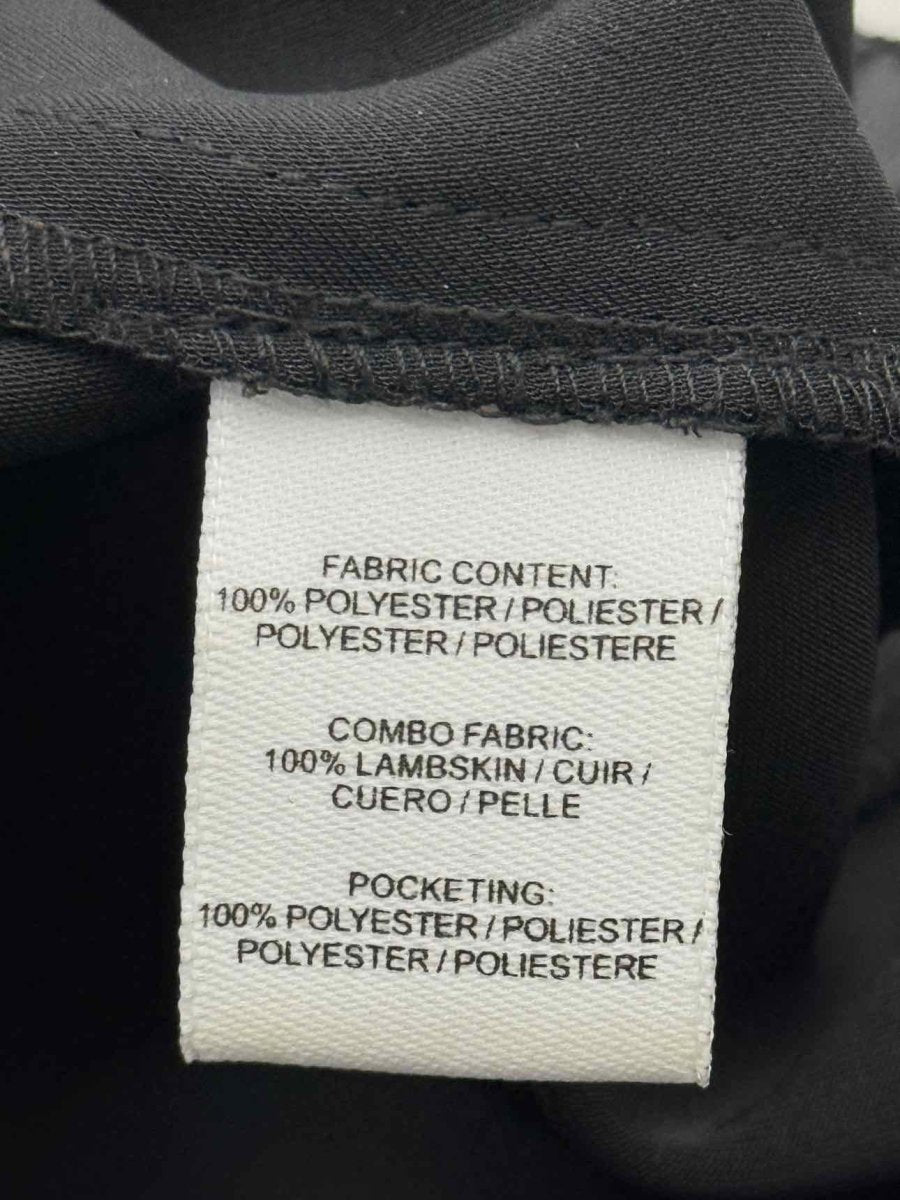 FABRIC CONTENT:
100% POLYESTER / POLIESTER /
POLYESTER / POLIESTERE
COMBO FABRIC:
100% LAMBSKIN / CUIR /
CUERO / PELLE
POCKETING:
100% POLYESTER / POLIESTER /
POLYESTER / POLIESTERE